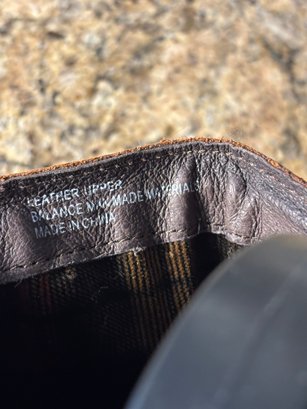 LEATHER UPPER
BALANCE MAN MADE MATERIALS
MADE IN CHINA